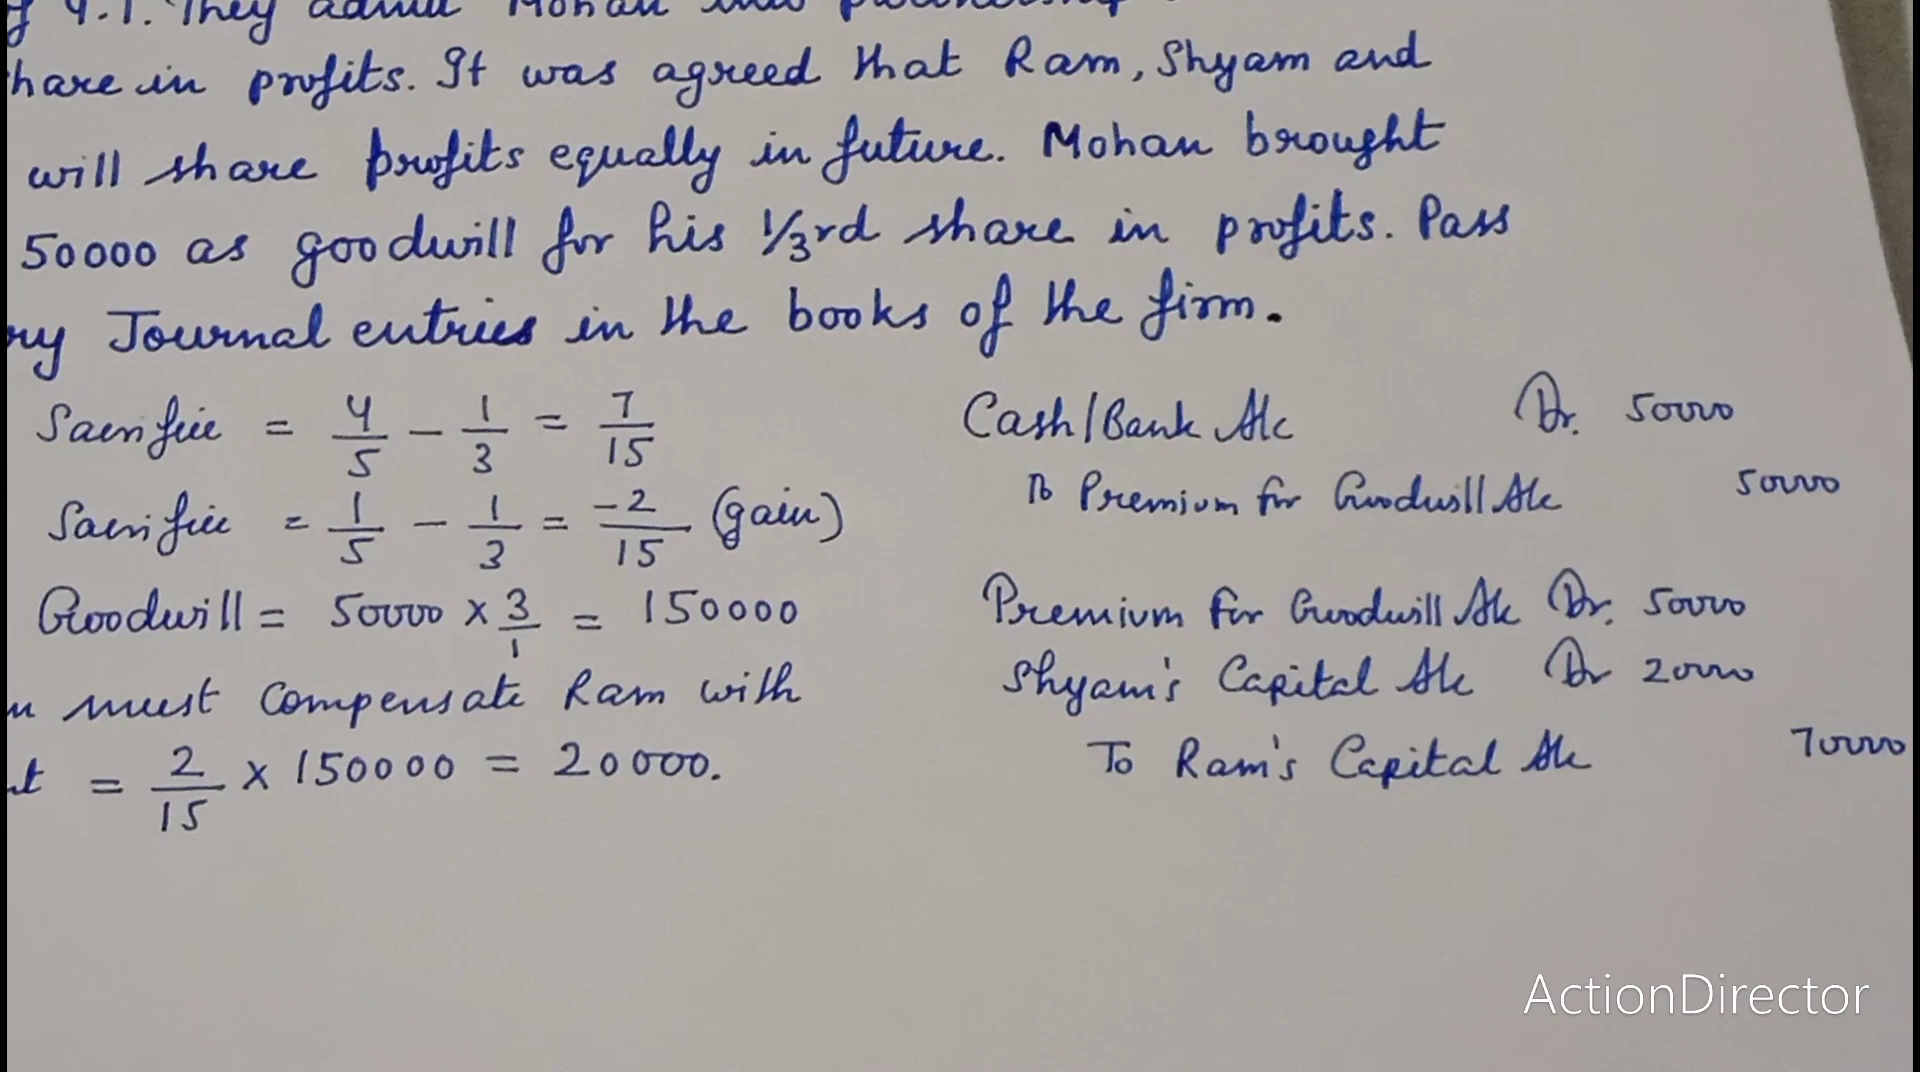 4:1. They admit Mohan into partnership
hare in profits. It was agreed that Ram, Shyam and
will share profits equally in future. Mohan brought
50000 as goodwill for his 1/3rd share in profits. Pass
ry Journal entries in the books of the firm.
Sacrifice = 4/5 - 1/3 = 7/15
Sacrifice = 1/5 - 1/3 = -2/15 (gain)
Goodwill = 50000 x 3/1 = 150000
must compensate Ram with
= 2/15 x 150000 = 20000.
Cash/Bank A/c Dr. 50000
To Premium for Goodwill A/c 50000
Premium for Goodwill A/c Dr. 50000
Shyam's Capital A/c Dr 20000
To Ram's Capital A/c 70000
ActionDirector